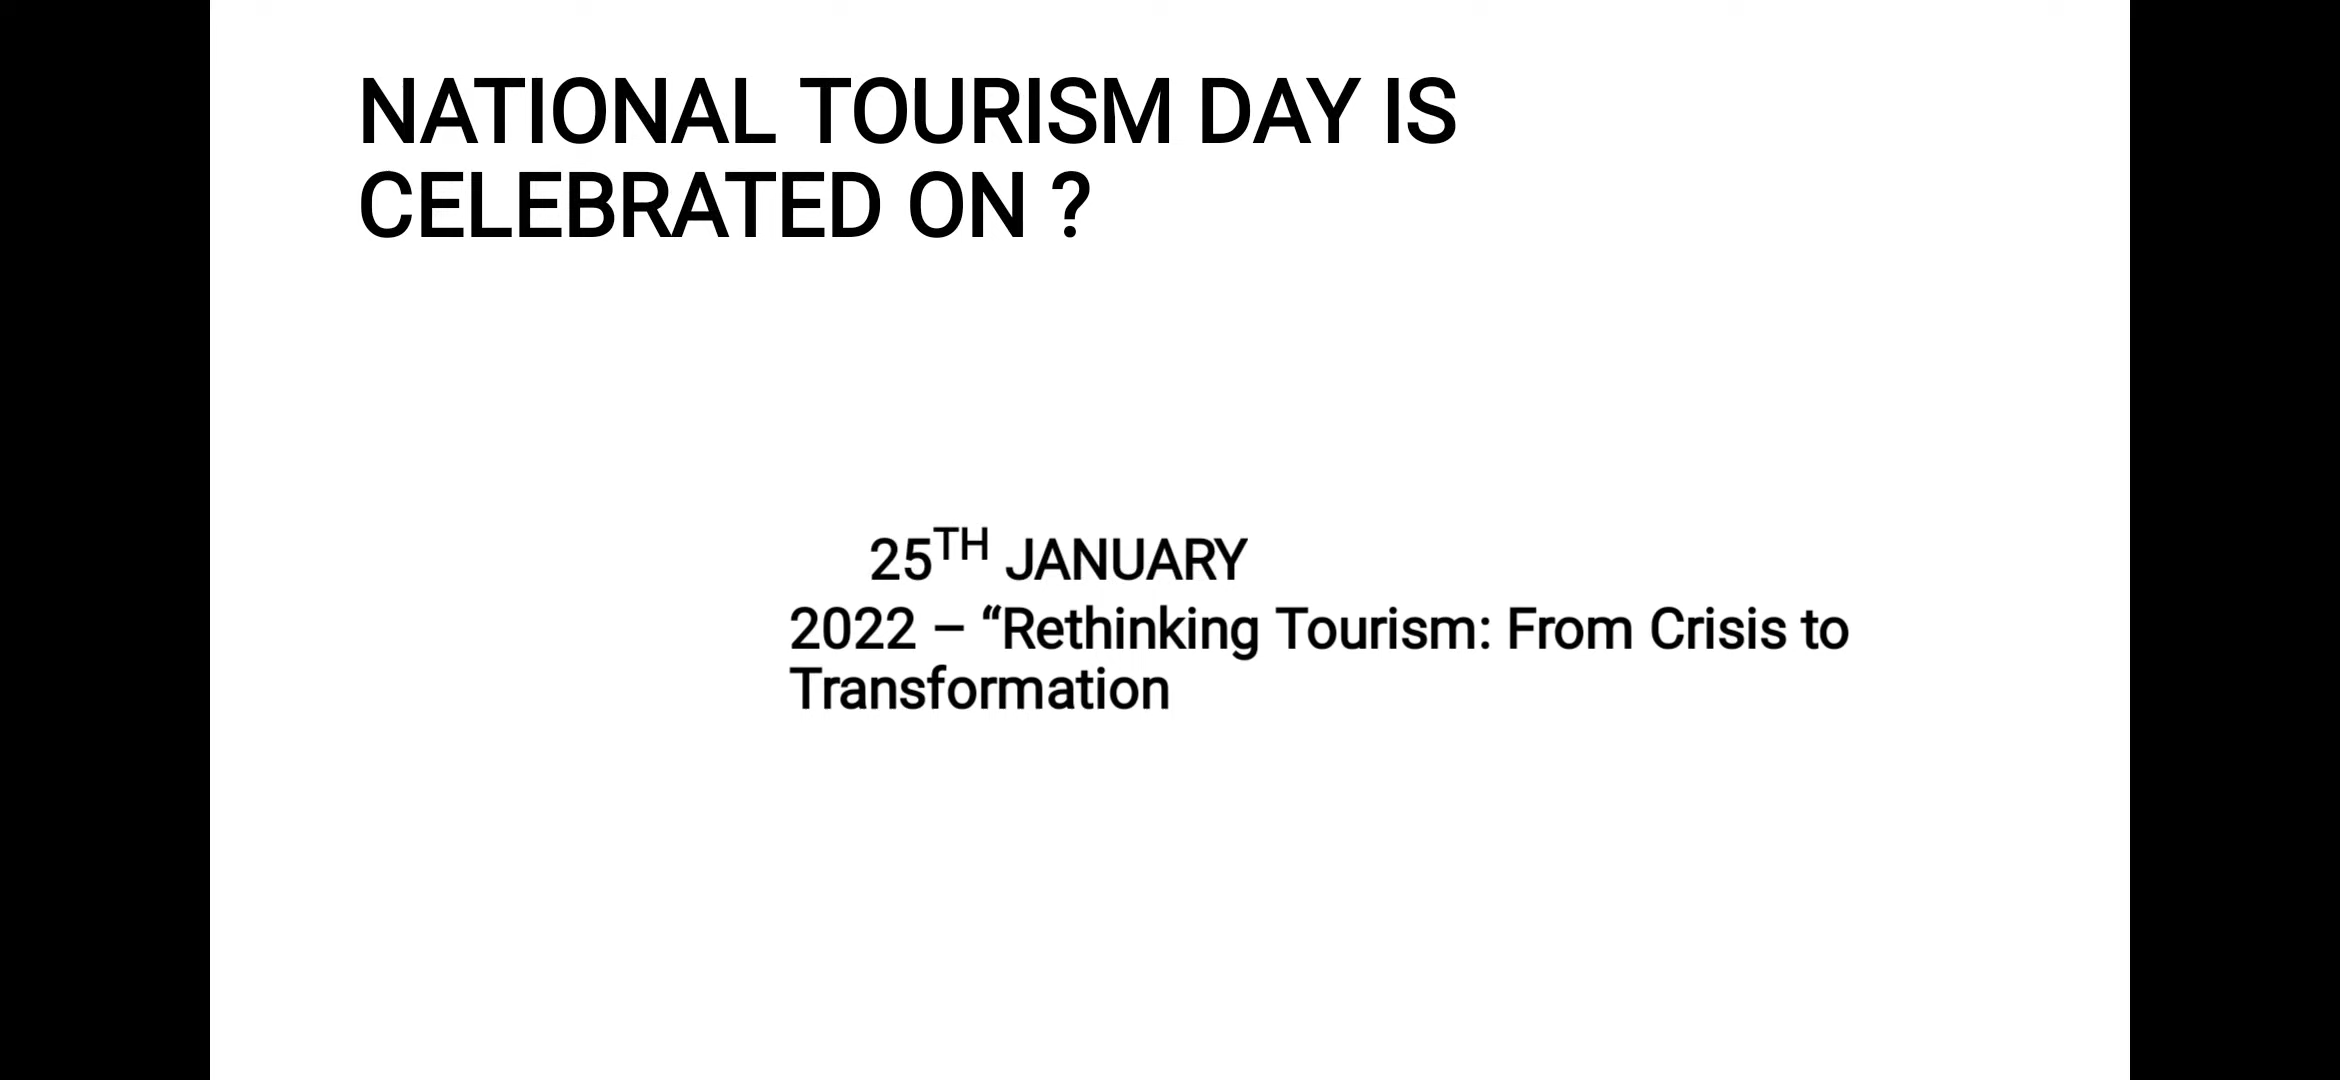 NATIONAL TOURISM DAY IS
CELEBRATED ON ?
25TH JANUARY
2022 – “Rethinking Tourism: From Crisis to
Transformation